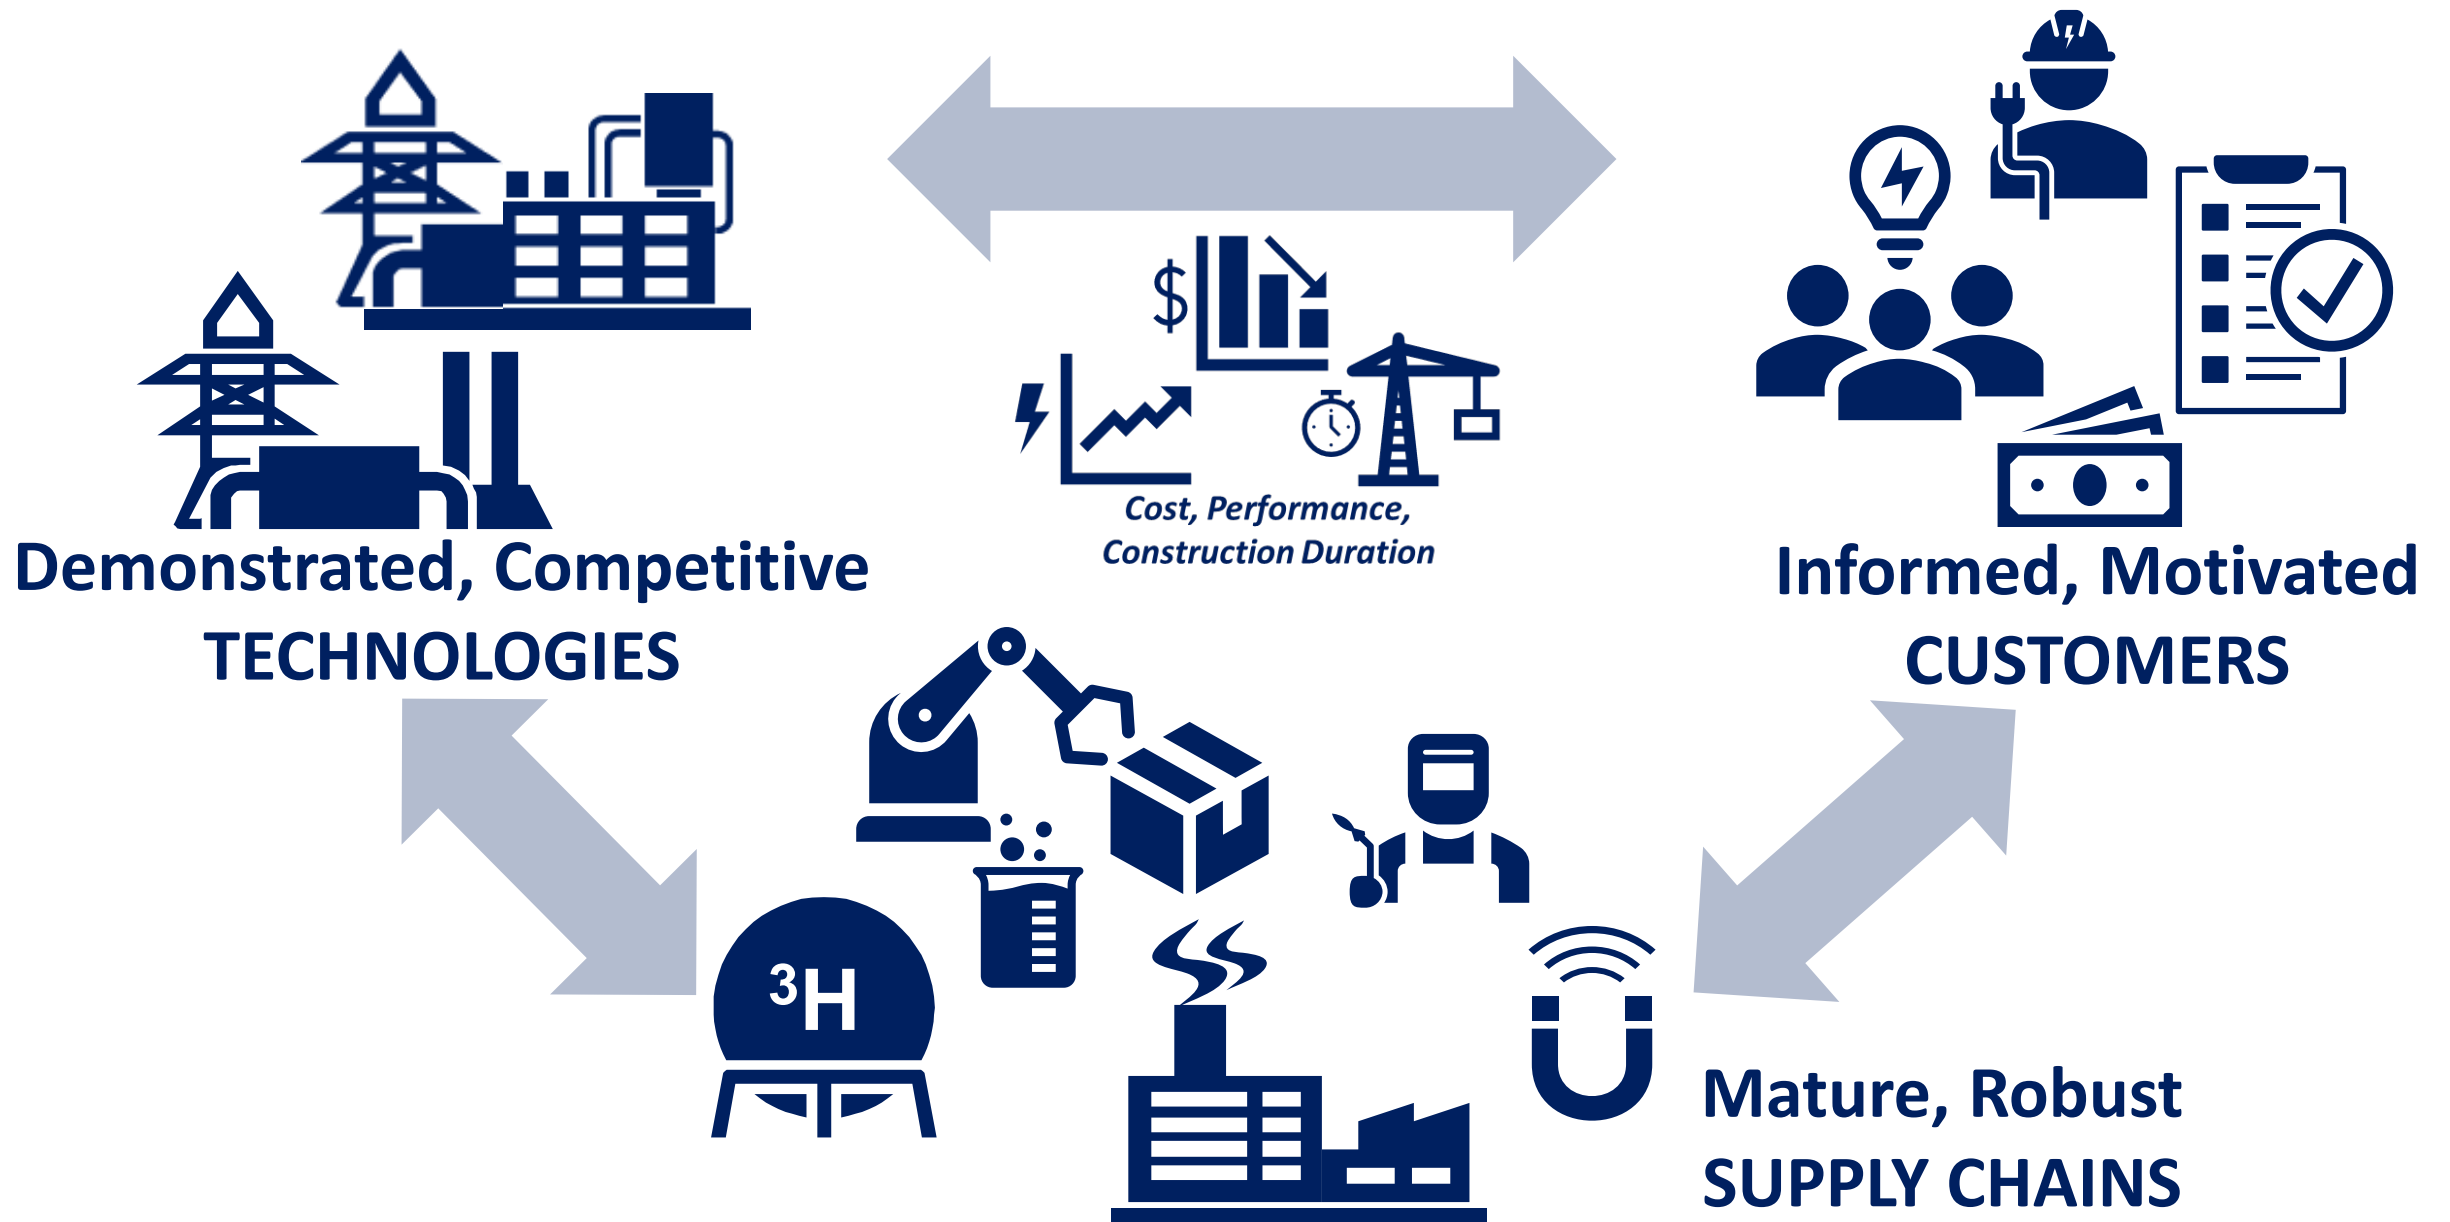 $
Cost, Performance,
Construction Duration
Demonstrated, Competitive
TECHNOLOGIES
Informed, Motivated
CUSTOMERS
³H
Mature, Robust
SUPPLY CHAINS